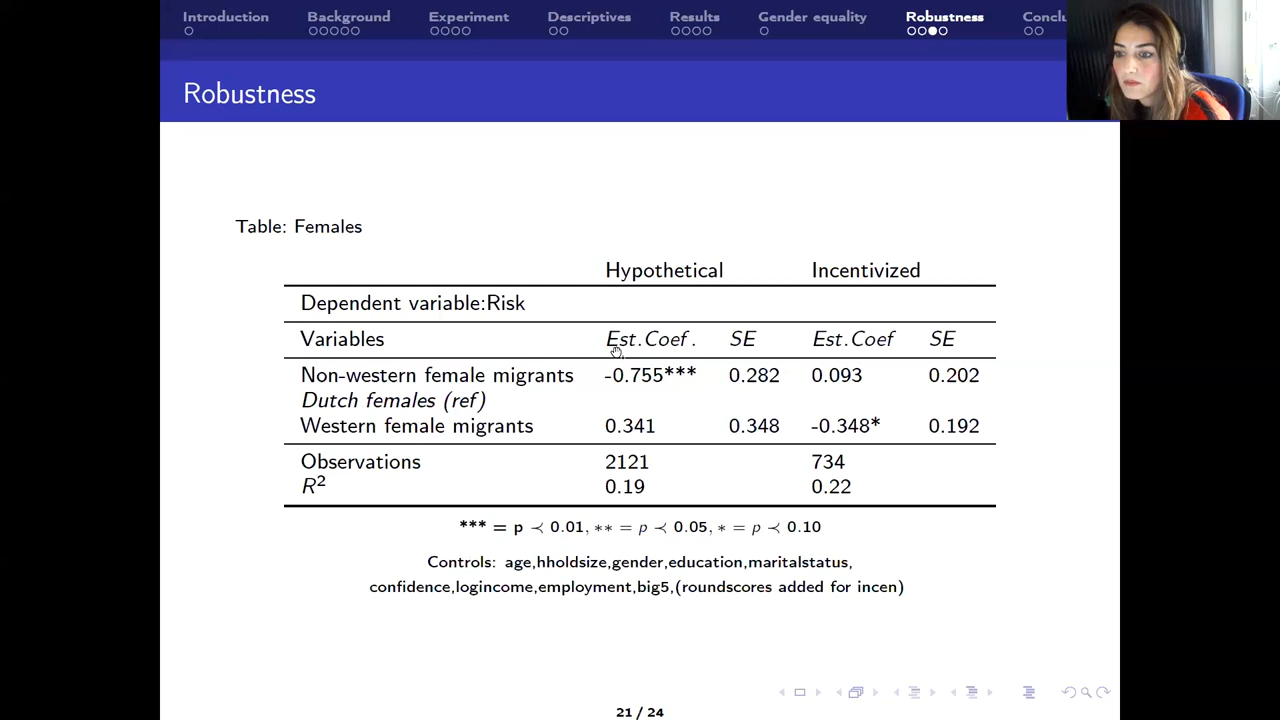 Introduction Background Experiment Descriptives Results Gender equality Robustness Conclu
Robustness
Table: Females
Hypothetical Incentivized
Dependent variable:Risk
Variables Est.Coef. SE Est.Coef SE
Non-western female migrants -0.755*** 0.282 0.093 0.202
Dutch females (ref)
Western female migrants 0.341 0.348 -0.348* 0.192
Observations 2121 734
R² 0.19 0.22
*** = p ≺ 0.01, ** = p ≺ 0.05, * = p ≺ 0.10
Controls: age,hholdsize,gender,education,maritalstatus,
confidence,logincome,employment,big5,(roundscores added for incen)
21 / 24